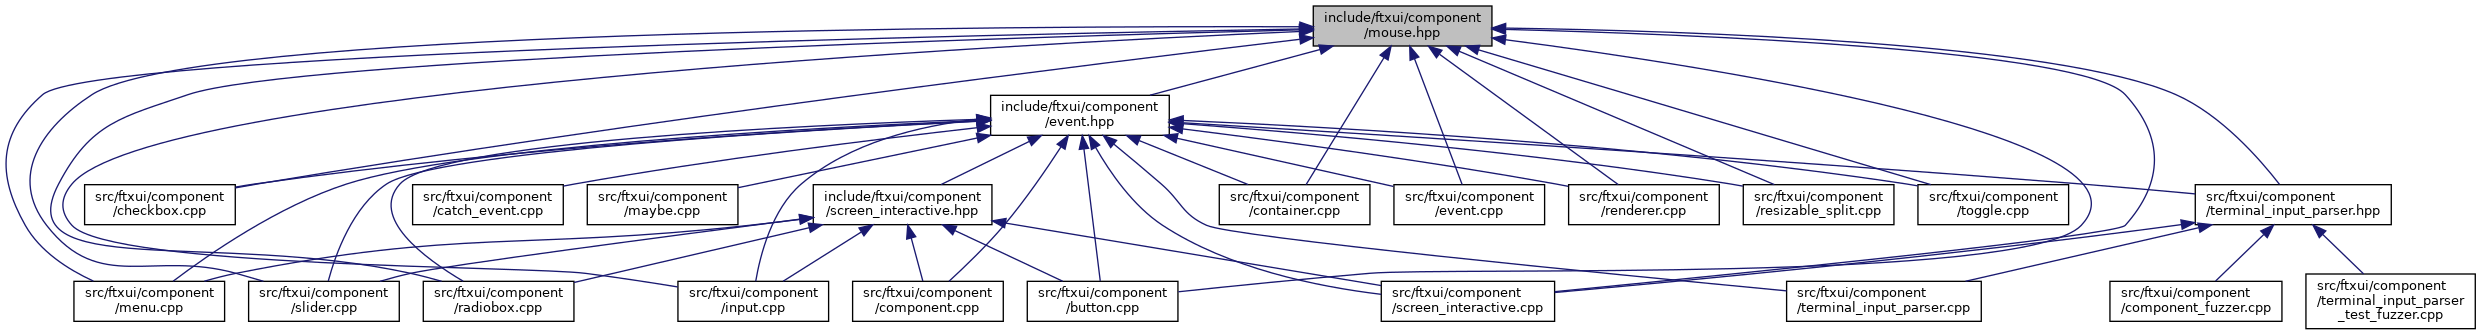 include/ftxui/component
/mouse.hpp
include/ftxui/component
/event.hpp
src/ftxui/component
/checkbox.cpp
src/ftxui/component
/catch_event.cpp
src/ftxui/component
/maybe.cpp
include/ftxui/component
/screen_interactive.hpp
src/ftxui/component
/container.cpp
src/ftxui/component
/event.cpp
src/ftxui/component
/renderer.cpp
src/ftxui/component
/resizable_split.cpp
src/ftxui/component
/toggle.cpp
src/ftxui/component
/terminal_input_parser.hpp
src/ftxui/component
/menu.cpp
src/ftxui/component
/slider.cpp
src/ftxui/component
/radiobox.cpp
src/ftxui/component
/input.cpp
src/ftxui/component
/component.cpp
src/ftxui/component
/button.cpp
src/ftxui/component
/screen_interactive.cpp
src/ftxui/component
/terminal_input_parser.cpp
src/ftxui/component
/component_fuzzer.cpp
src/ftxui/component
/terminal_input_parser
_test_fuzzer.cpp